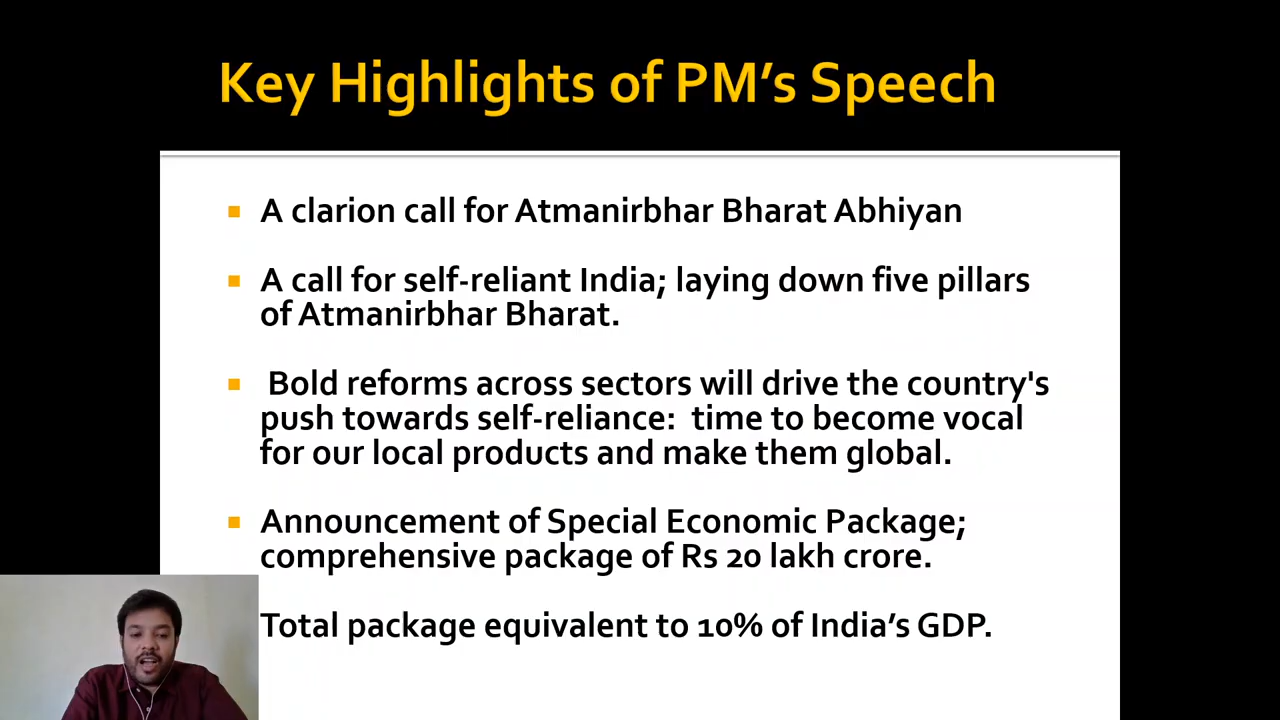 Key Highlights of PM’s Speech
A clarion call for Atmanirbhar Bharat Abhiyan
A call for self-reliant India; laying down five pillars
of Atmanirbhar Bharat.
Bold reforms across sectors will drive the country's
push towards self-reliance:  time to become vocal
for our local products and make them global.
Announcement of Special Economic Package;
comprehensive package of Rs 20 lakh crore.
Total package equivalent to 10% of India’s GDP.